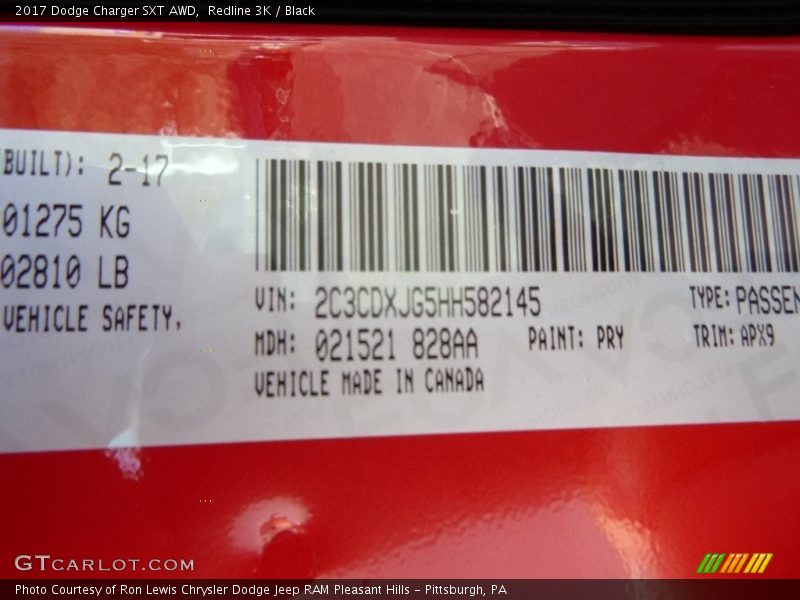 2017 Dodge Charger SXT AWD, Redline 3K / Black
BUILT): 2-17
01275 KG
02810 LB
VEHICLE SAFETY,
VIN: 2C3CDXJG5HH582145
TYPE: PASSEN
MDH: 021521 828AA
PAINT: PRY
TRIM: APX9
VEHICLE MADE IN CANADA
GTCARLOT.COM
Photo Courtesy of Ron Lewis Chrysler Dodge Jeep RAM Pleasant Hills - Pittsburgh, PA